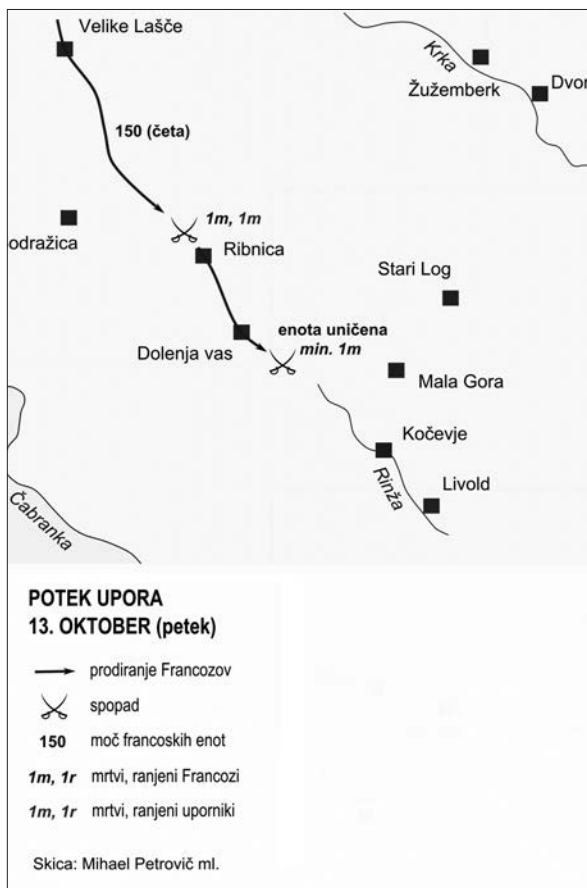 Velike Lašče
Krka
Žužemberk
Dvor
150 (četa)
1m, 1m
odražica
Ribnica
Stari Log
enota uničena
min. 1m
Dolenja vas
Mala Gora
Kočevje
Rinža
Livold
Čabranka
POTEK UPORA
13. OKTOBER (petek)
prodiranje Francozov
spopad
150 moč francoskih enot
1m, 1r mrtvi, ranjeni Francozi
1m, 1r mrtvi, ranjeni uporniki
Skica: Mihael Petrovič ml.